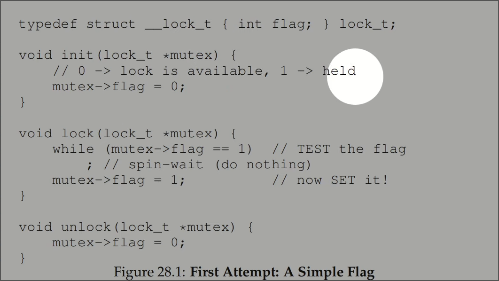 typedef struct __lock_t { int flag; } lock_t;
void init(lock_t *mutex) {
    // 0 -> lock is available, 1 -> held
    mutex->flag = 0;
}
void lock(lock_t *mutex) {
    while (mutex->flag == 1)  // TEST the flag
        ; // spin-wait (do nothing)
    mutex->flag = 1;          // now SET it!
}
void unlock(lock_t *mutex) {
    mutex->flag = 0;
}
Figure 28.1: First Attempt: A Simple Flag